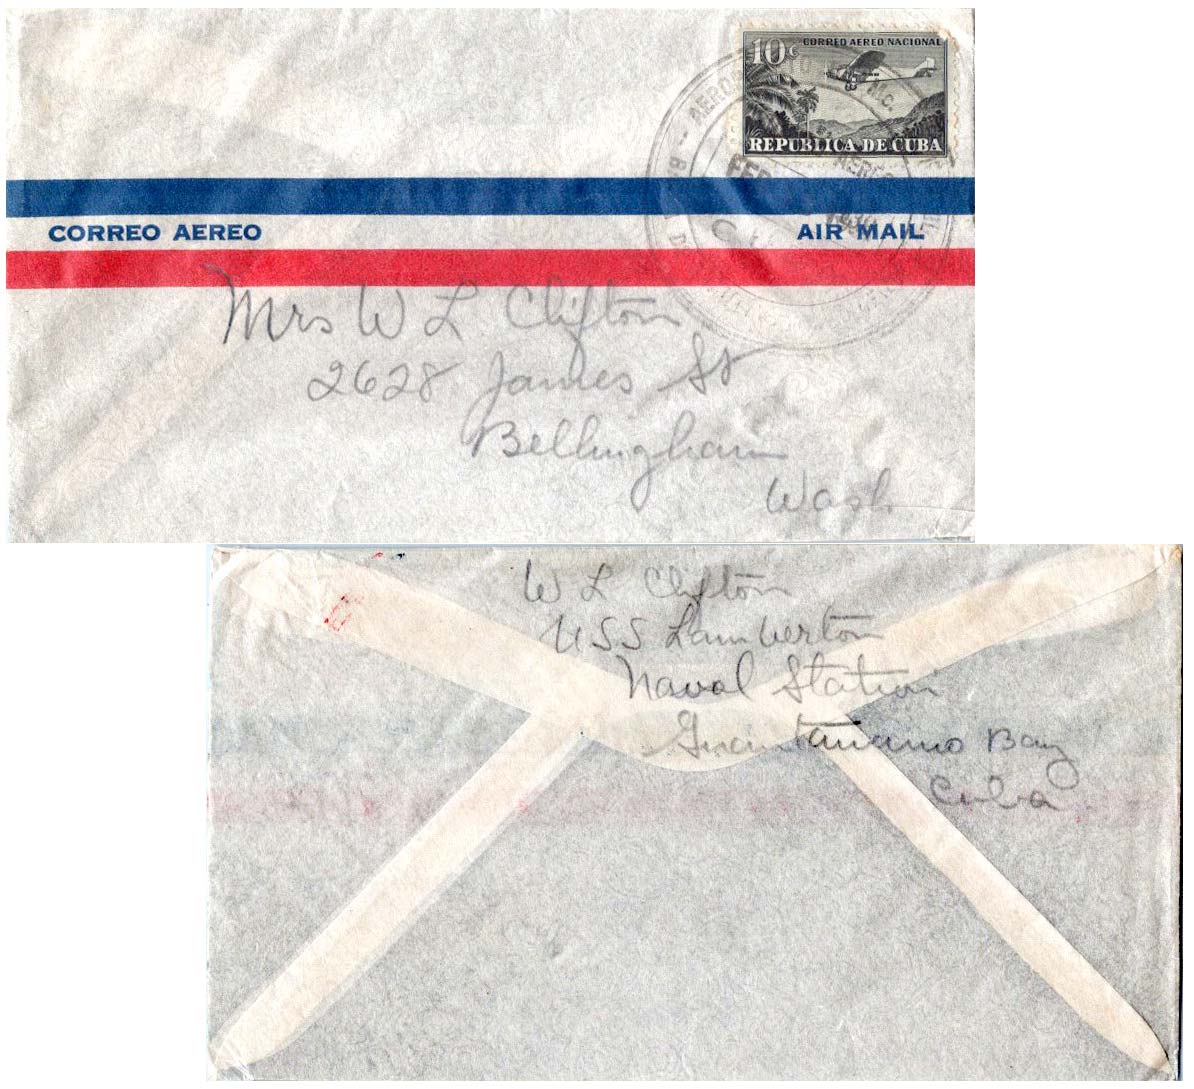 10c CORREO AEREO NACIONAL
REPUBLICA DE CUBA
CORREO AEREO AIR MAIL
Mrs W L Clifton
2628 James St
Bellingham
Wash
W L Clifton
USS Lamberton
Naval Station
Guantanamo Bay
Cuba